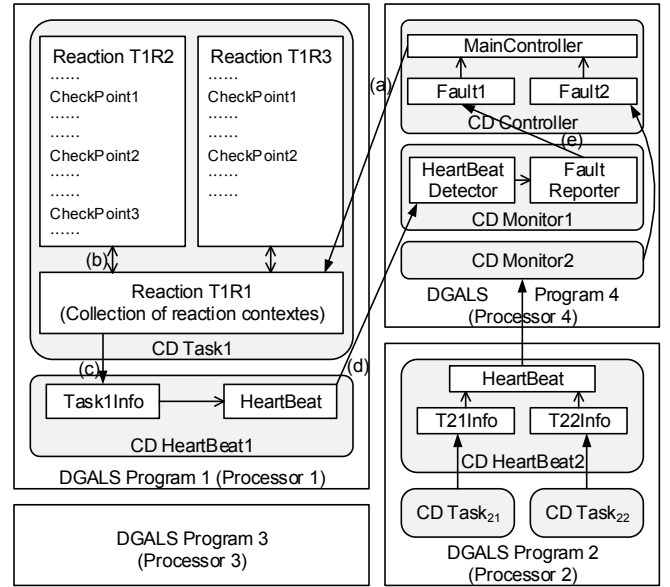 Reaction T1R2
......
CheckPoint1
......
......
CheckPoint2
......
......
CheckPoint3
......
Reaction T1R3
......
CheckPoint1
......
......
CheckPoint2
......
......
(b)
Reaction T1R1
(Collection of reaction contextes)
CD Task1
(c)
Task1Info
HeartBeat
CD HeartBeat1
DGALS Program 1 (Processor 1)
(a)
(d)
DGALS Program 3
(Processor 3)
MainController
Fault1
Fault2
CD Controller
(e)
HeartBeat
Detector
Fault
Reporter
CD Monitor1
CD Monitor2
DGALS Program 4
(Processor 4)
HeartBeat
T21Info
T22Info
CD HeartBeat2
CD Task21
CD Task22
DGALS Program 2
(Processor 2)